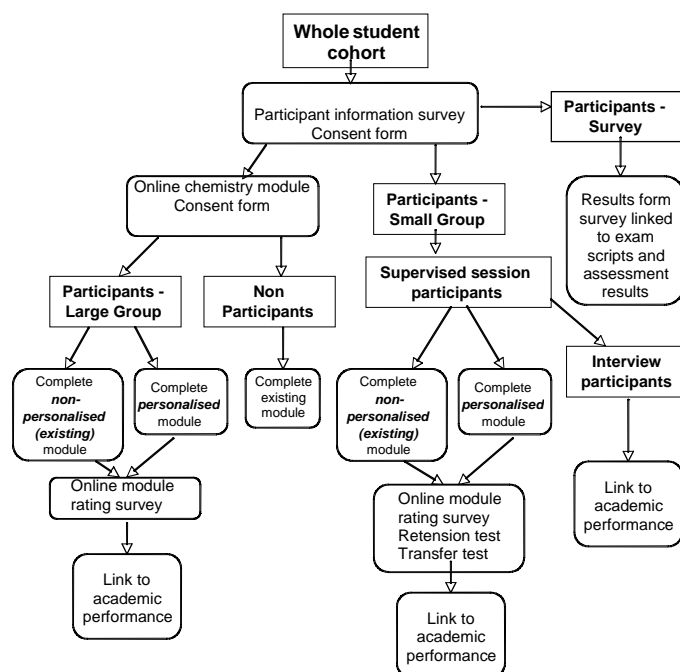 Whole student
cohort
Participant information survey
Consent form
Participants -
Survey
Online chemistry module
Consent form
Participants -
Small Group
Results form
survey linked
to exam
scripts and
assessment
results
Participants -
Large Group
Non
Participants
Supervised session
participants
Interview
participants
Complete
non-
personalised
(existing)
module
Complete
personalised
module
Complete
existing
module
Complete
non-
personalised
(existing)
module
Complete
personalised
module
Online module
rating survey
Online module
rating survey
Retension test
Transfer test
Link to
academic
performance
Link to
academic
performance
Link to
academic
performance